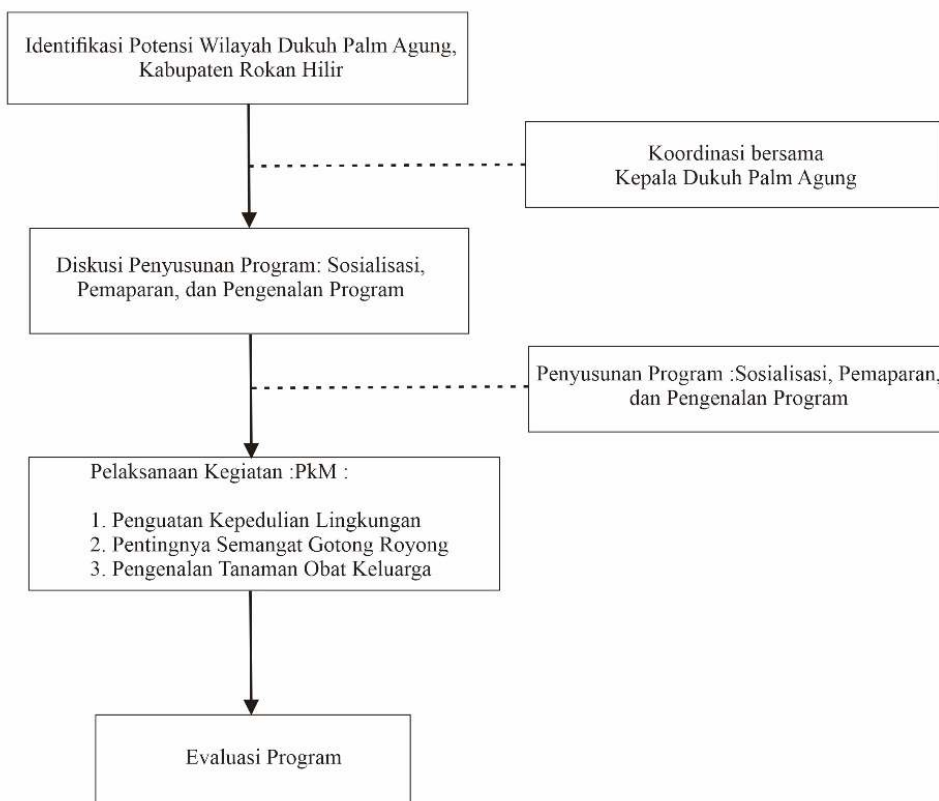 Identifikasi Potensi Wilayah Dukuh Palm Agung,
Kabupaten Rokan Hilir
Koordinasi bersama
Kepala Dukuh Palm Agung
Diskusi Penyusunan Program: Sosialisasi,
Pemaparan, dan Pengenalan Program
Penyusunan Program :Sosialisasi, Pemaparan,
dan Pengenalan Program
Pelaksanaan Kegiatan :PkM :
1. Penguatan Kepedulian Lingkungan
2. Pentingnya Semangat Gotong Royong
3. Pengenalan Tanaman Obat Keluarga
Evaluasi Program